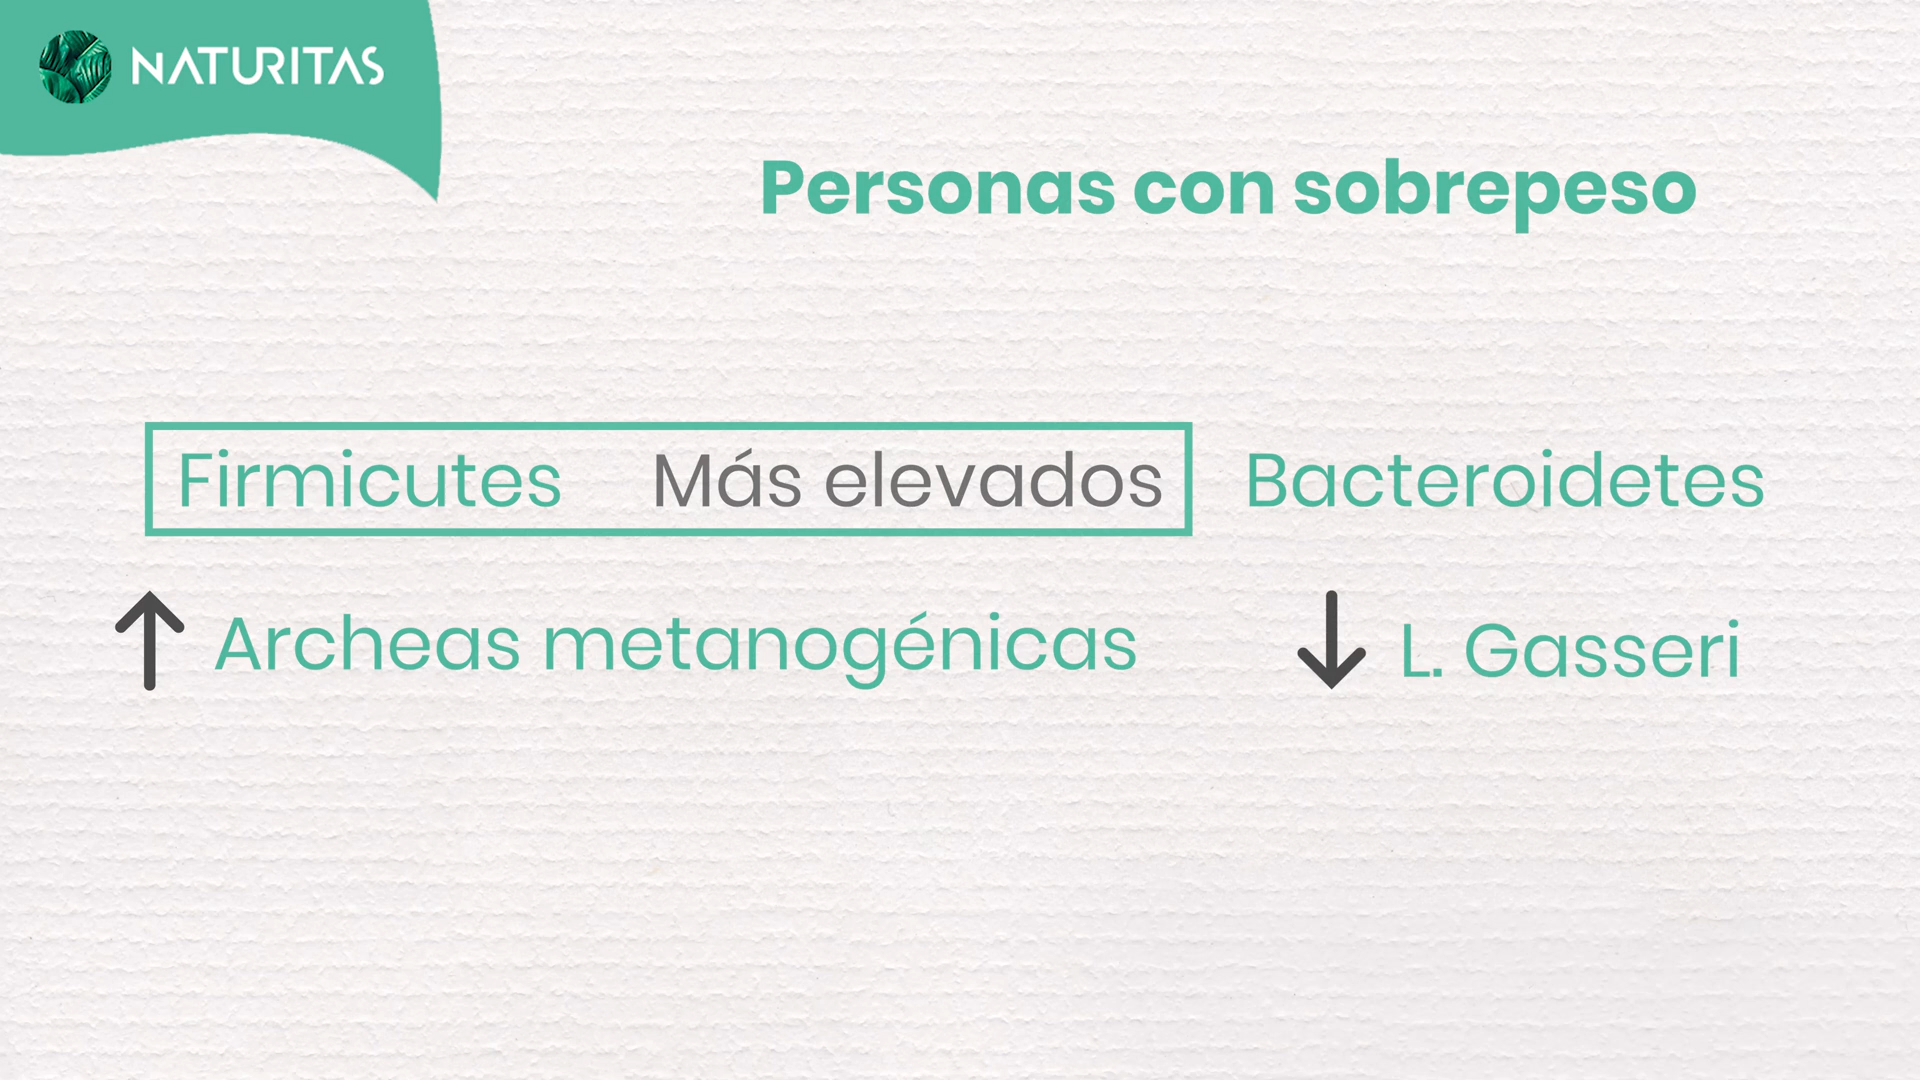 NATURITAS
Personas con sobrepeso
Firmicutes Más elevados Bacteroidetes
Archeas metanogénicas L. Gasseri